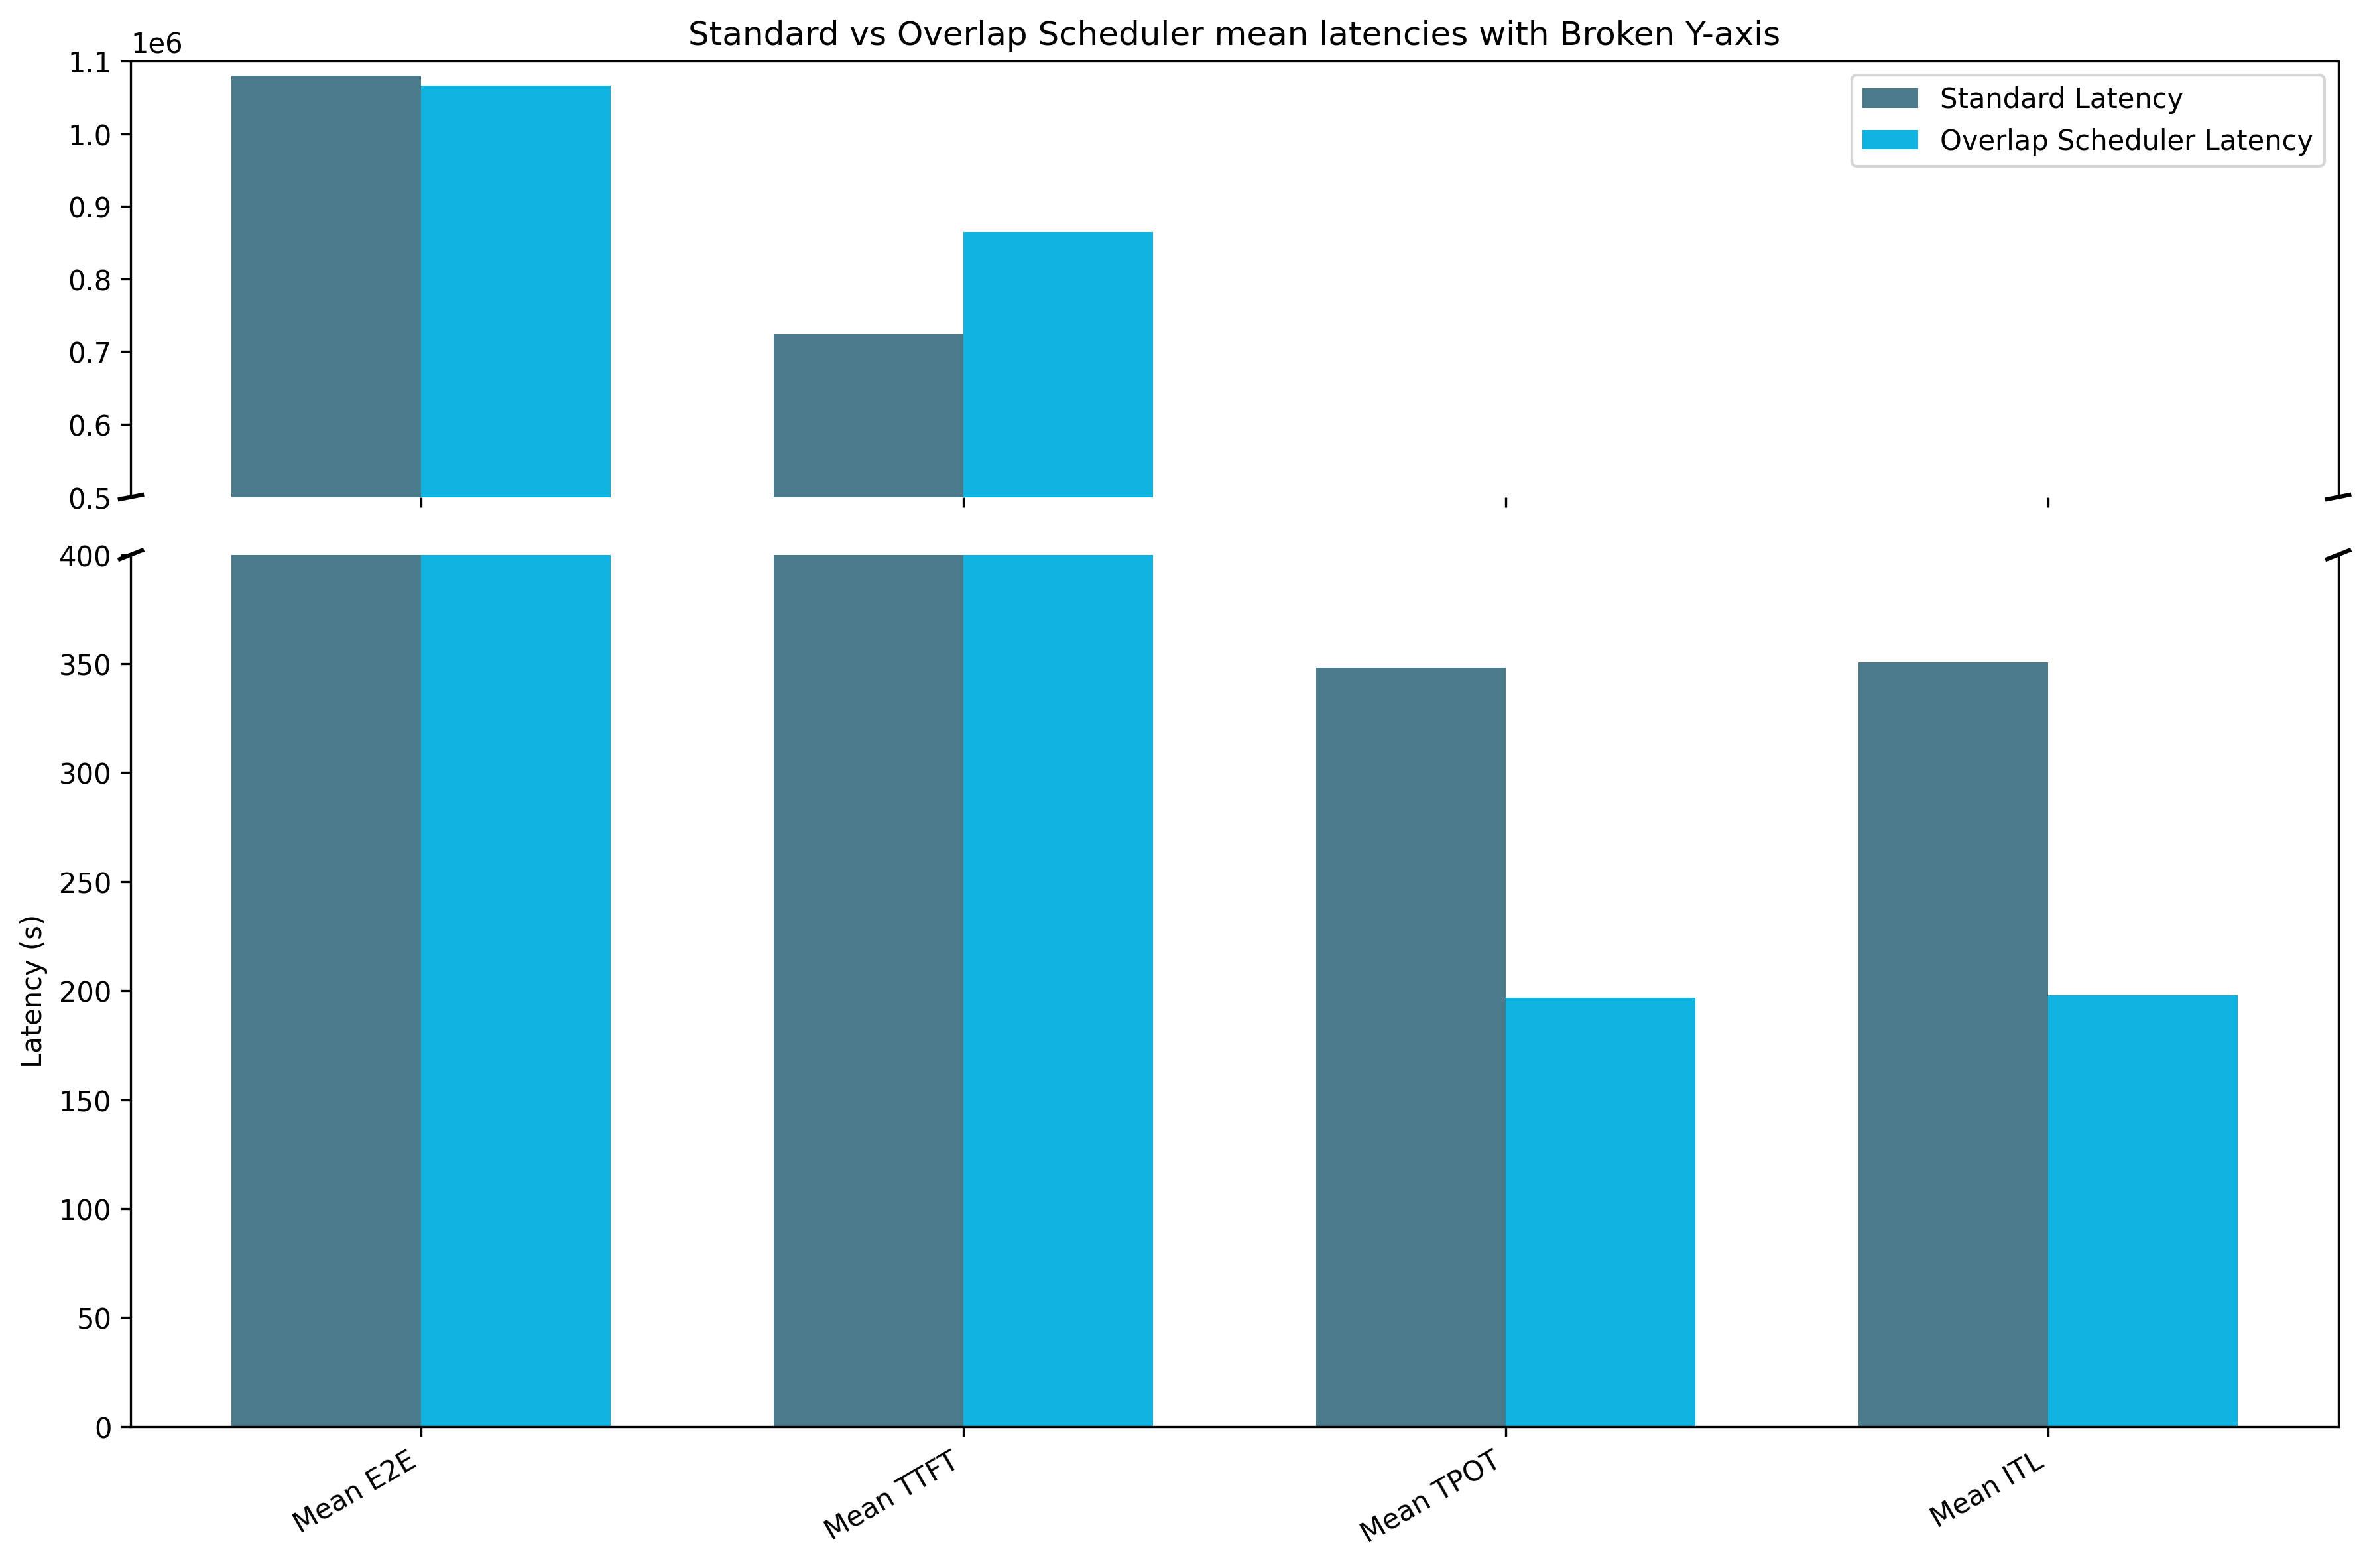 Standard vs Overlap Scheduler mean latencies with Broken Y-axis
1e6
1.1
1.0
0.9
0.8
0.7
0.6
0.5
Standard Latency
Overlap Scheduler Latency
400
350
300
250
200
150
100
50
0
Latency (s)
Mean E2E
Mean TTFT
Mean TPOT
Mean ITL